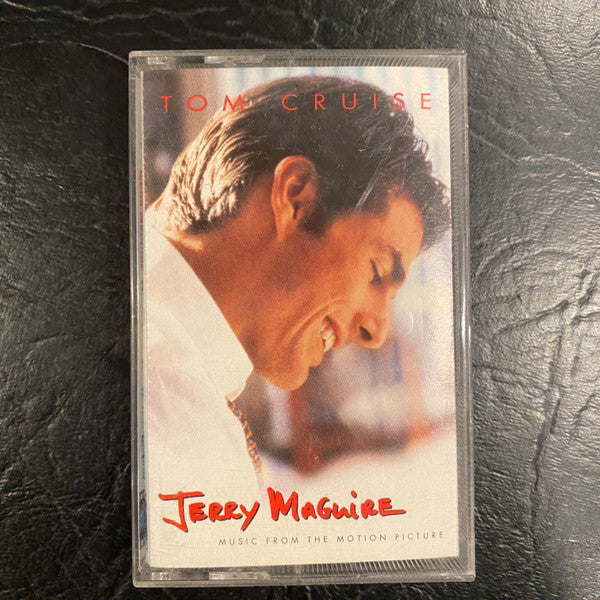 TOM CRUISE
JERRY MAGUIRE
MUSIC FROM THE MOTION PICTURE